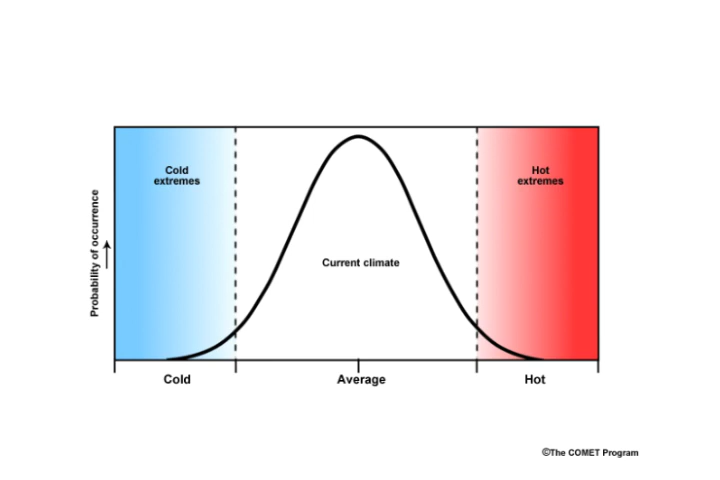 Cold
extremes
Hot
extremes
Probability of occurrence
Current climate
Cold
Average
Hot
©The COMET Program